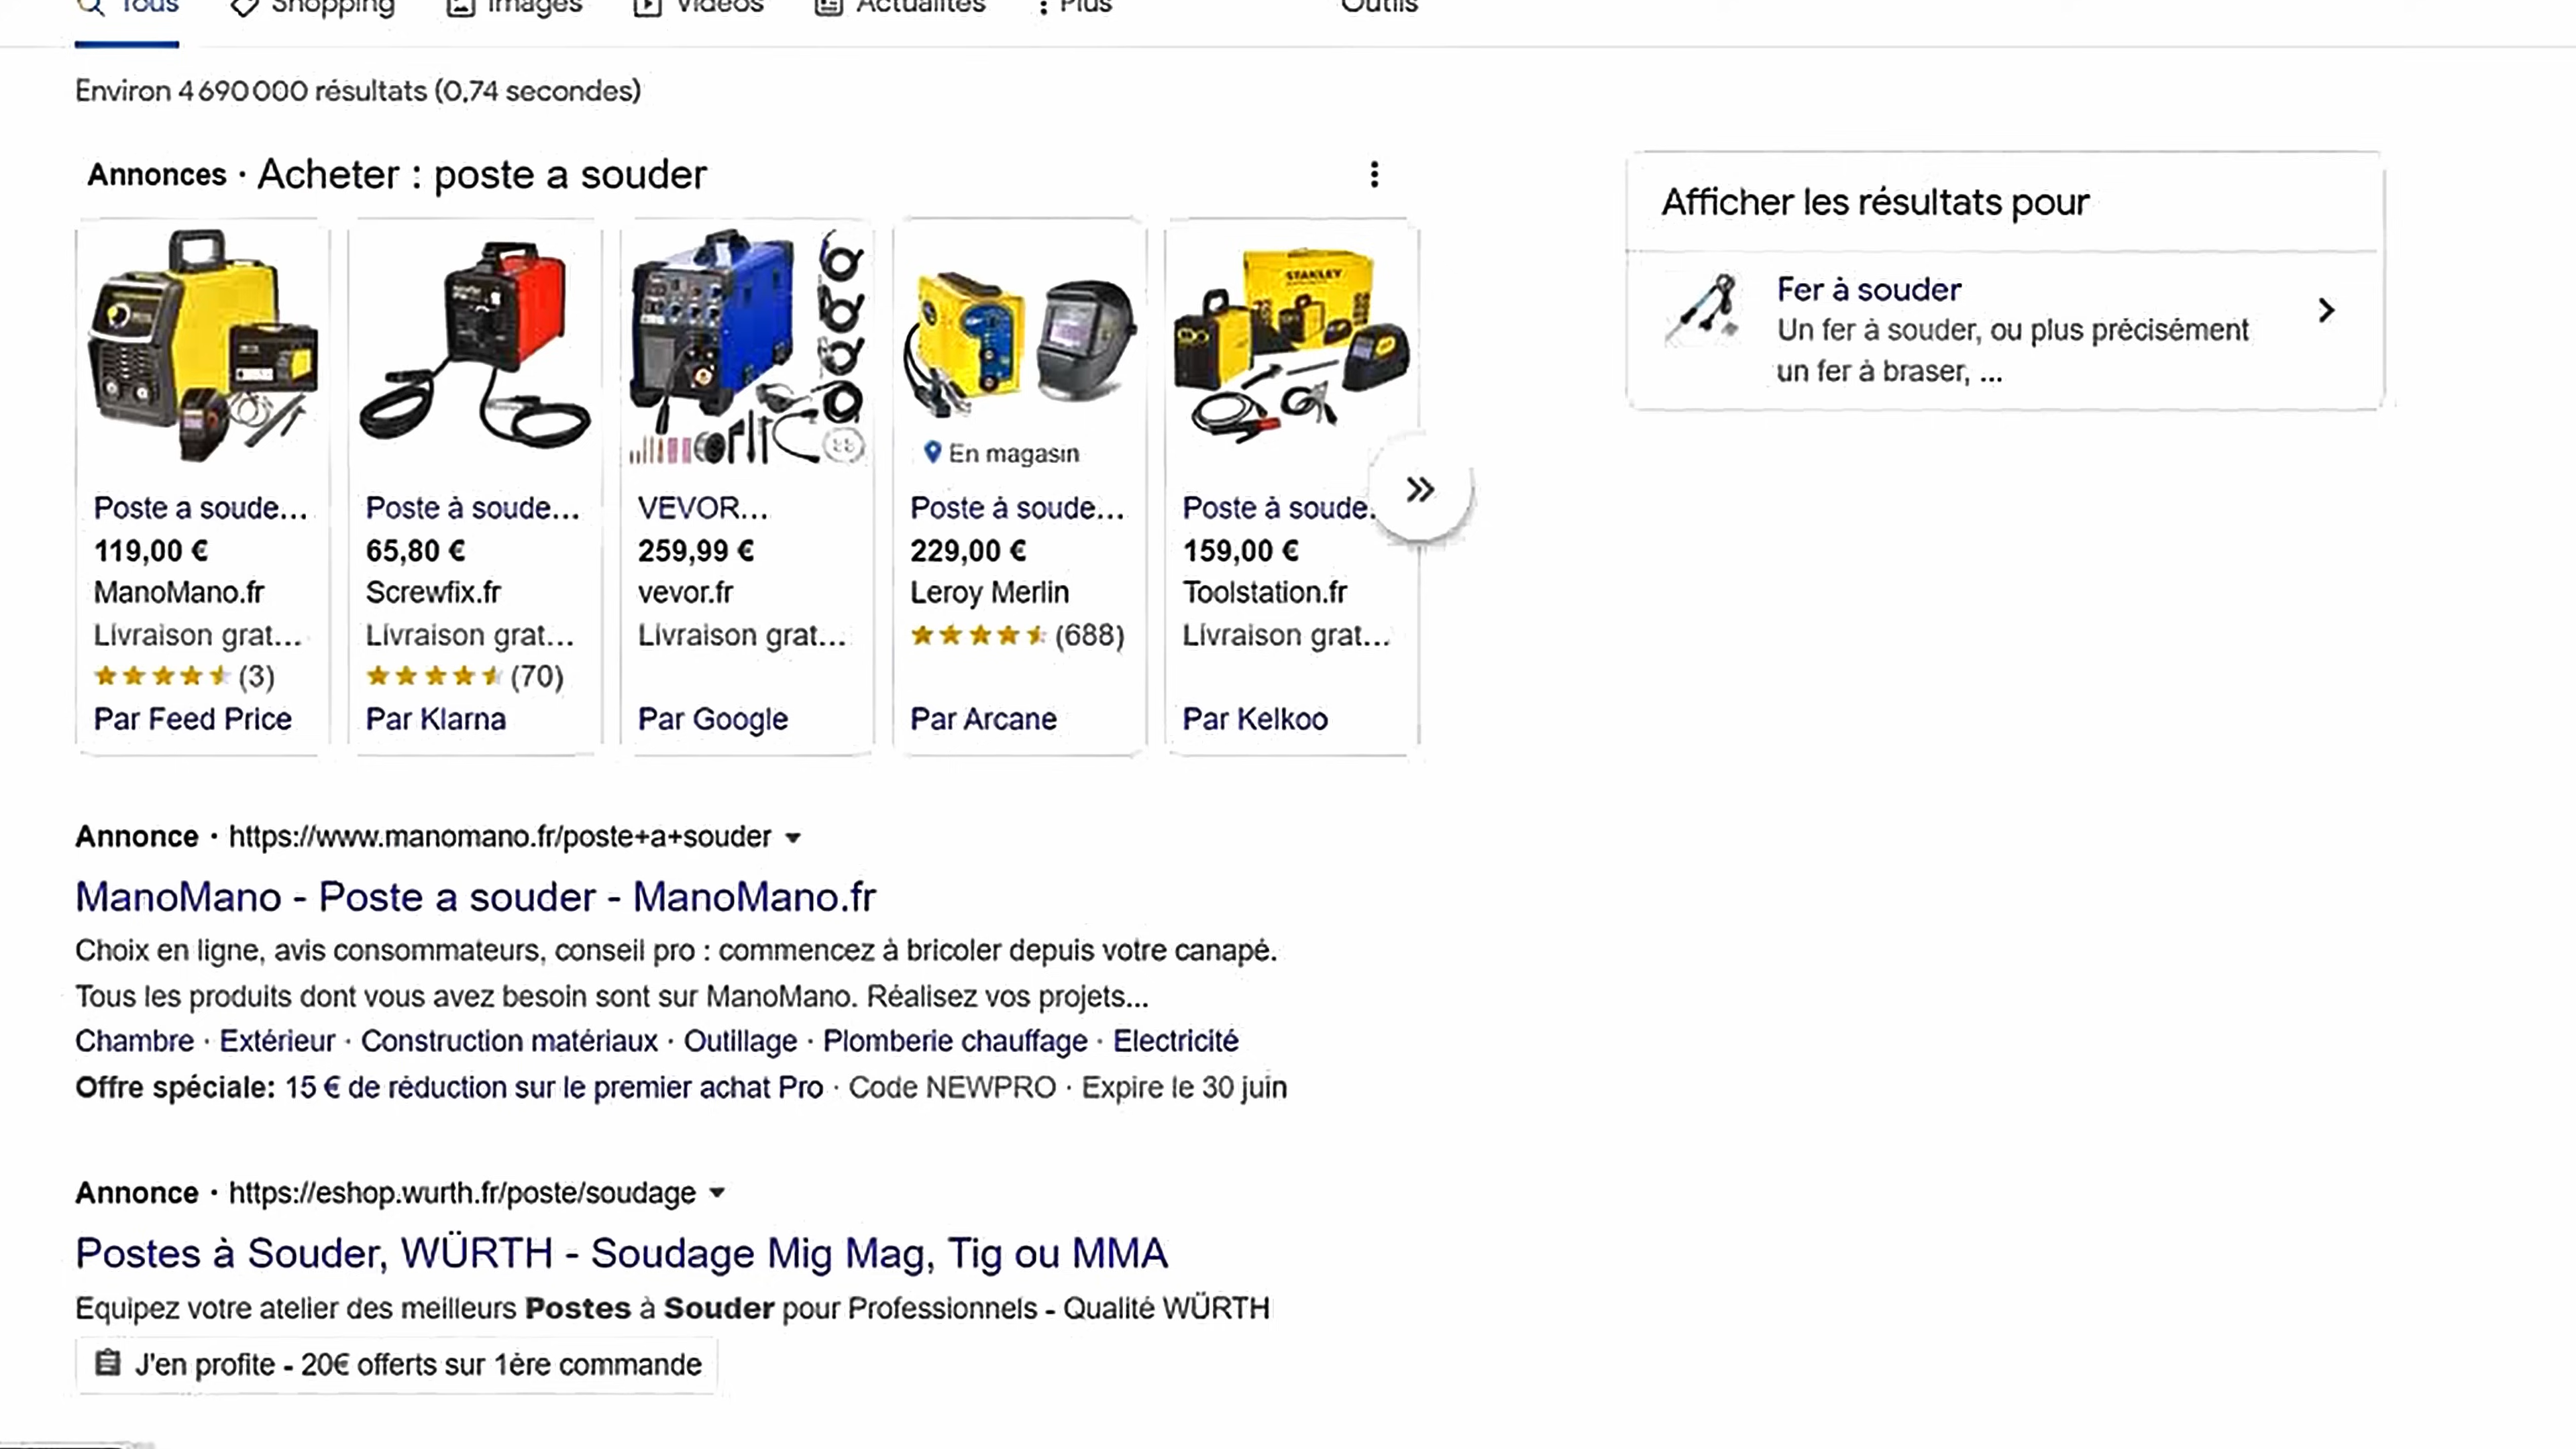 Tous Shopping Images Vidéos Actualités Plus Outils
Environ 4 690 000 résultats (0,74 secondes)
Annonces · Acheter : poste a souder
STANLEY
En magasin
Poste a soude...
119,00 €
ManoMano.fr
Livraison grat...
(3)
Par Feed Price
Poste à soude...
65,80 €
Screwfix.fr
Livraison grat...
(70)
Par Klarna
VEVOR...
259,99 €
vevor.fr
Livraison grat...
Par Google
Poste à soude...
229,00 €
Leroy Merlin
(688)
Par Arcane
Poste à soude.
159,00 €
Toolstation.fr
Livraison grat...
Par Kelkoo
Afficher les résultats pour
Fer à souder
Un fer à souder, ou plus précisément
un fer à braser, ...
Annonce · https://www.manomano.fr/poste+a+souder
ManoMano - Poste a souder - ManoMano.fr
Choix en ligne, avis consommateurs, conseil pro : commencez à bricoler depuis votre canapé.
Tous les produits dont vous avez besoin sont sur ManoMano. Réalisez vos projets...
Chambre · Extérieur · Construction matériaux · Outillage · Plomberie chauffage · Electricité
Offre spéciale: 15 € de réduction sur le premier achat Pro · Code NEWPRO · Expire le 30 juin
Annonce · https://eshop.wurth.fr/poste/soudage
Postes à Souder, WÜRTH - Soudage Mig Mag, Tig ou MMA
Equipez votre atelier des meilleurs Postes à Souder pour Professionnels - Qualité WÜRTH
J'en profite - 20€ offerts sur 1ère commande